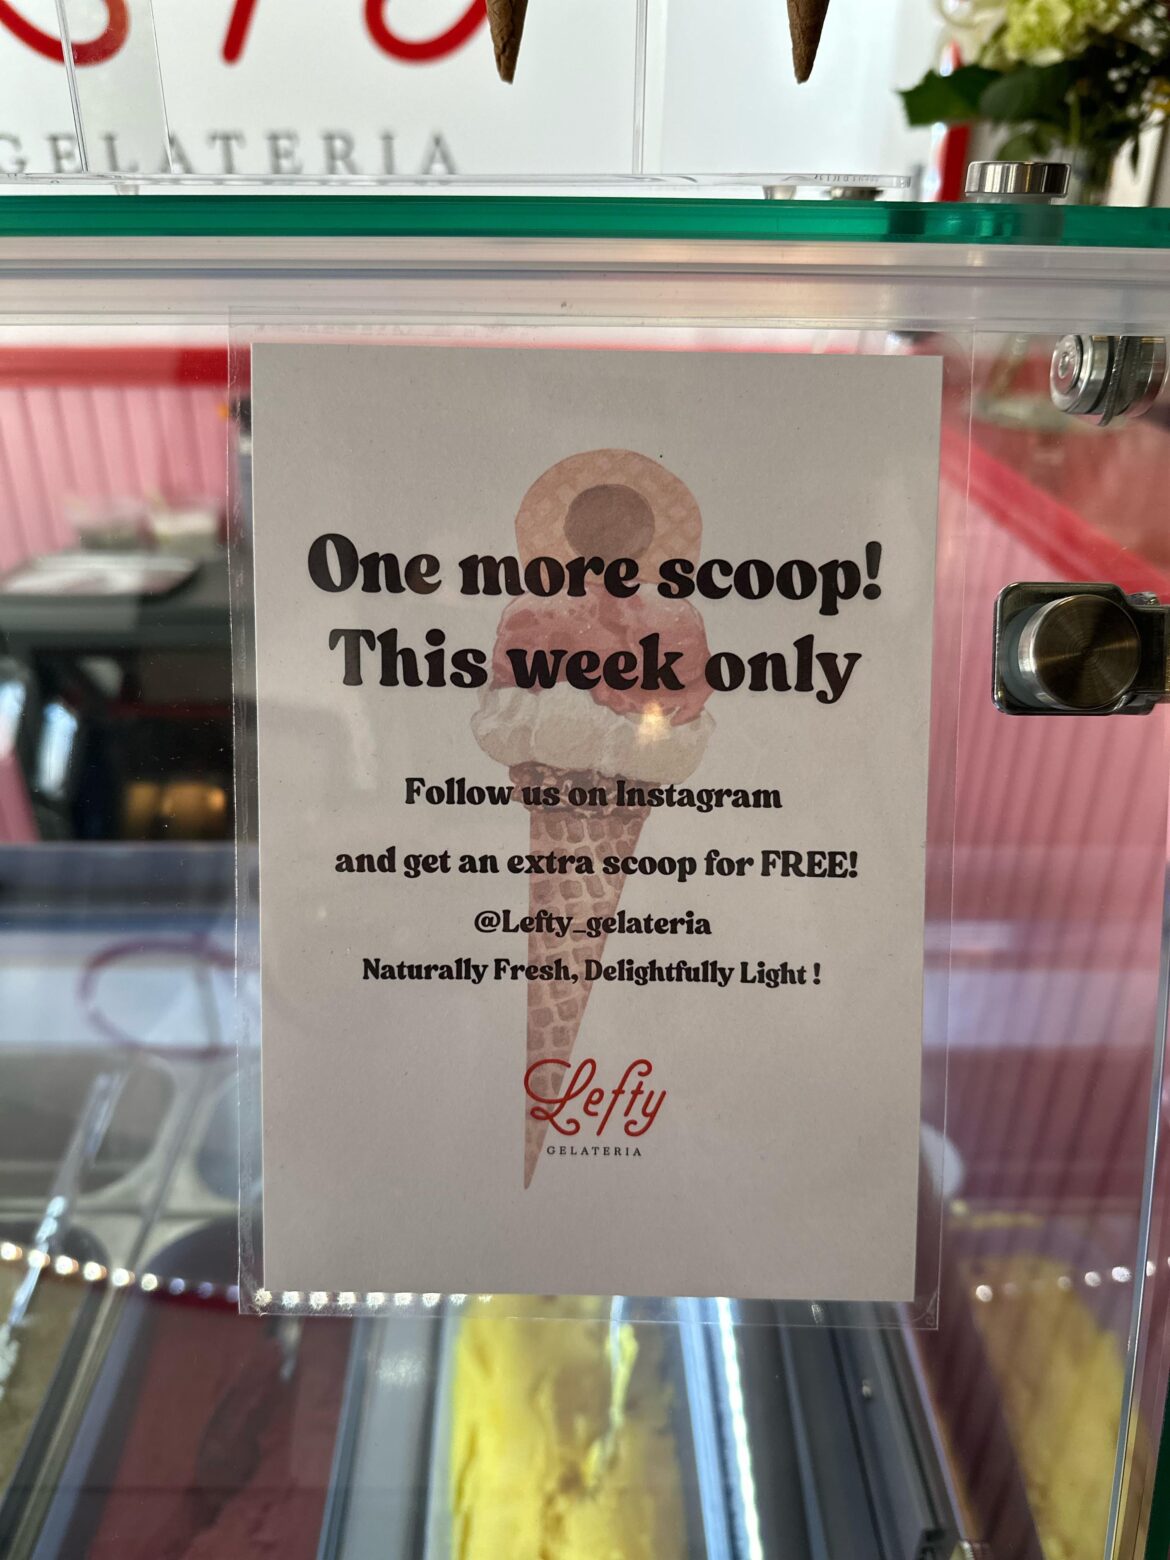 GELATERIA
One more scoop!
This week only
Follow us on Instagram
and get an extra scoop for FREE!
@Lefty_gelateria
Naturally Fresh, Delightfully Light !
Lefty
GELATERIA